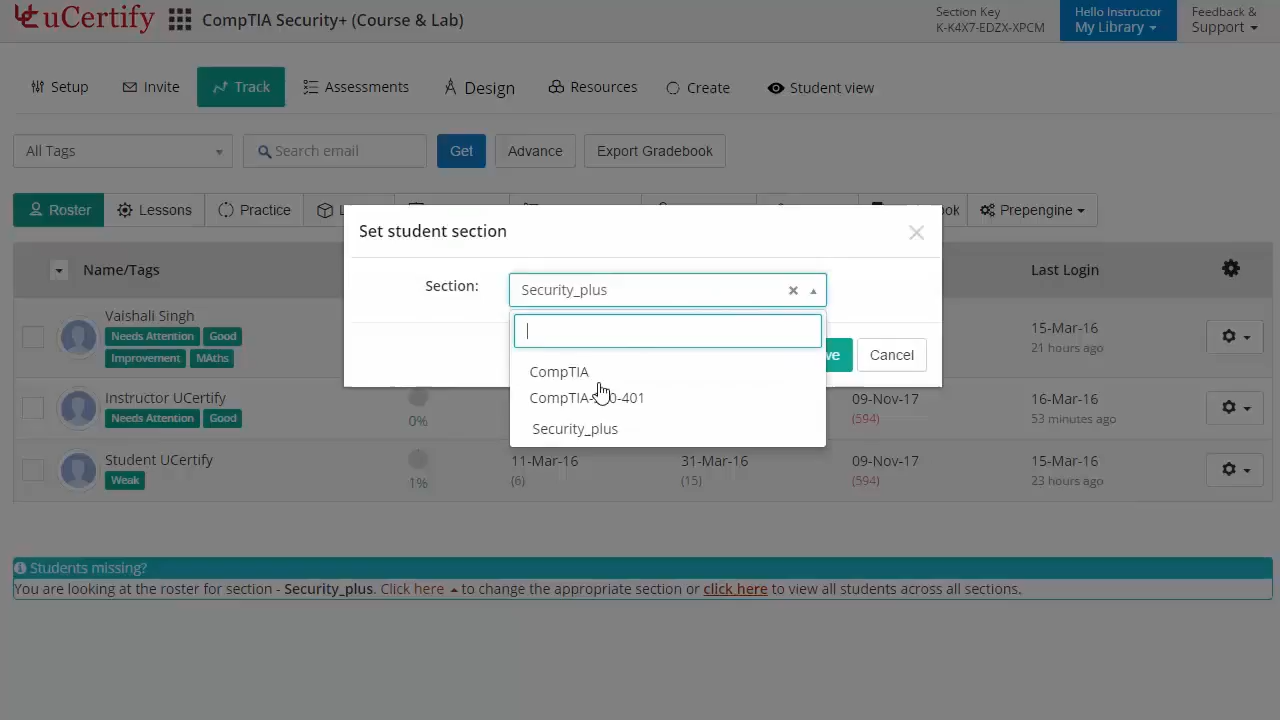 uCertify
CompTIA Security+ (Course & Lab)
Section Key
K-K4X7-EDZX-XPCM
Hello Instructor
My Library
Feedback &
Support
Setup
Invite
Track
Assessments
Design
Resources
Create
Student view
All Tags
Search email
Get
Advance
Export Gradebook
Roster
Lessons
Practice
Prepengine
Set student section
Section:
Security_plus
CompTIA
Security_plus
Cancel
Name/Tags
Last Login
Vaishali Singh
Needs Attention
Good
Improvement
MAths
15-Mar-16
21 hours ago
Instructor UCertify
Needs Attention
Good
0%
09-Nov-17
(594)
16-Mar-16
53 minutes ago
Student UCertify
Weak
1%
11-Mar-16
(6)
31-Mar-16
(15)
09-Nov-17
(594)
15-Mar-16
23 hours ago
Students missing?
You are looking at the roster for section - Security_plus. Click here to change the appropriate section or click here to view all students across all sections.